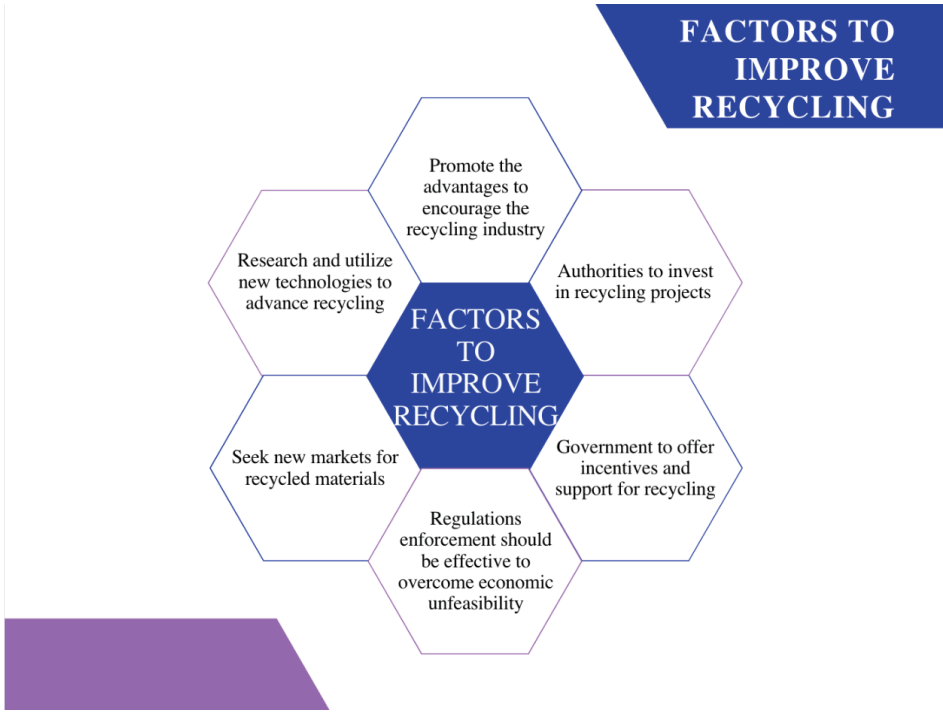 FACTORS TO
IMPROVE
RECYCLING
Promote the
advantages to
encourage the
recycling industry
Authorities to invest
in recycling projects
Government to offer
incentives and
support for recycling
Regulations
enforcement should
be effective to
overcome economic
unfeasibility
Seek new markets for
recycled materials
Research and utilize
new technologies to
advance recycling
FACTORS
TO
IMPROVE
RECYCLING